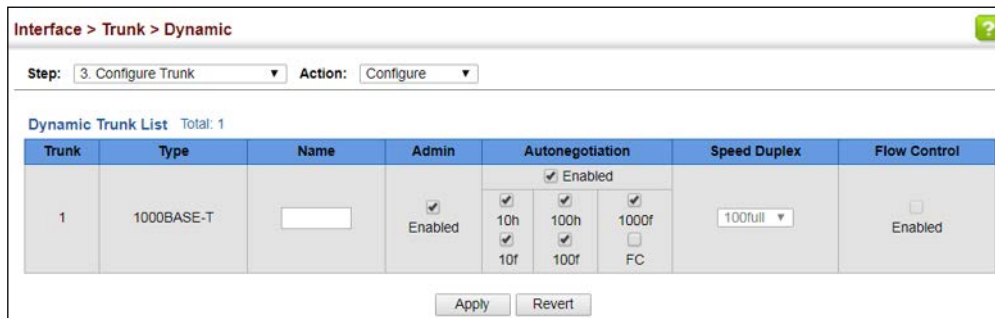 Interface > Trunk > Dynamic
?
Step: 3. Configure Trunk Action: Configure
Dynamic Trunk List Total: 1
Trunk Type Name Admin Autonegotiation Speed Duplex Flow Control
Enabled
1 1000BASE-T Enabled 10h 100h 1000f 100full Enabled
10f 100f FC
Apply Revert